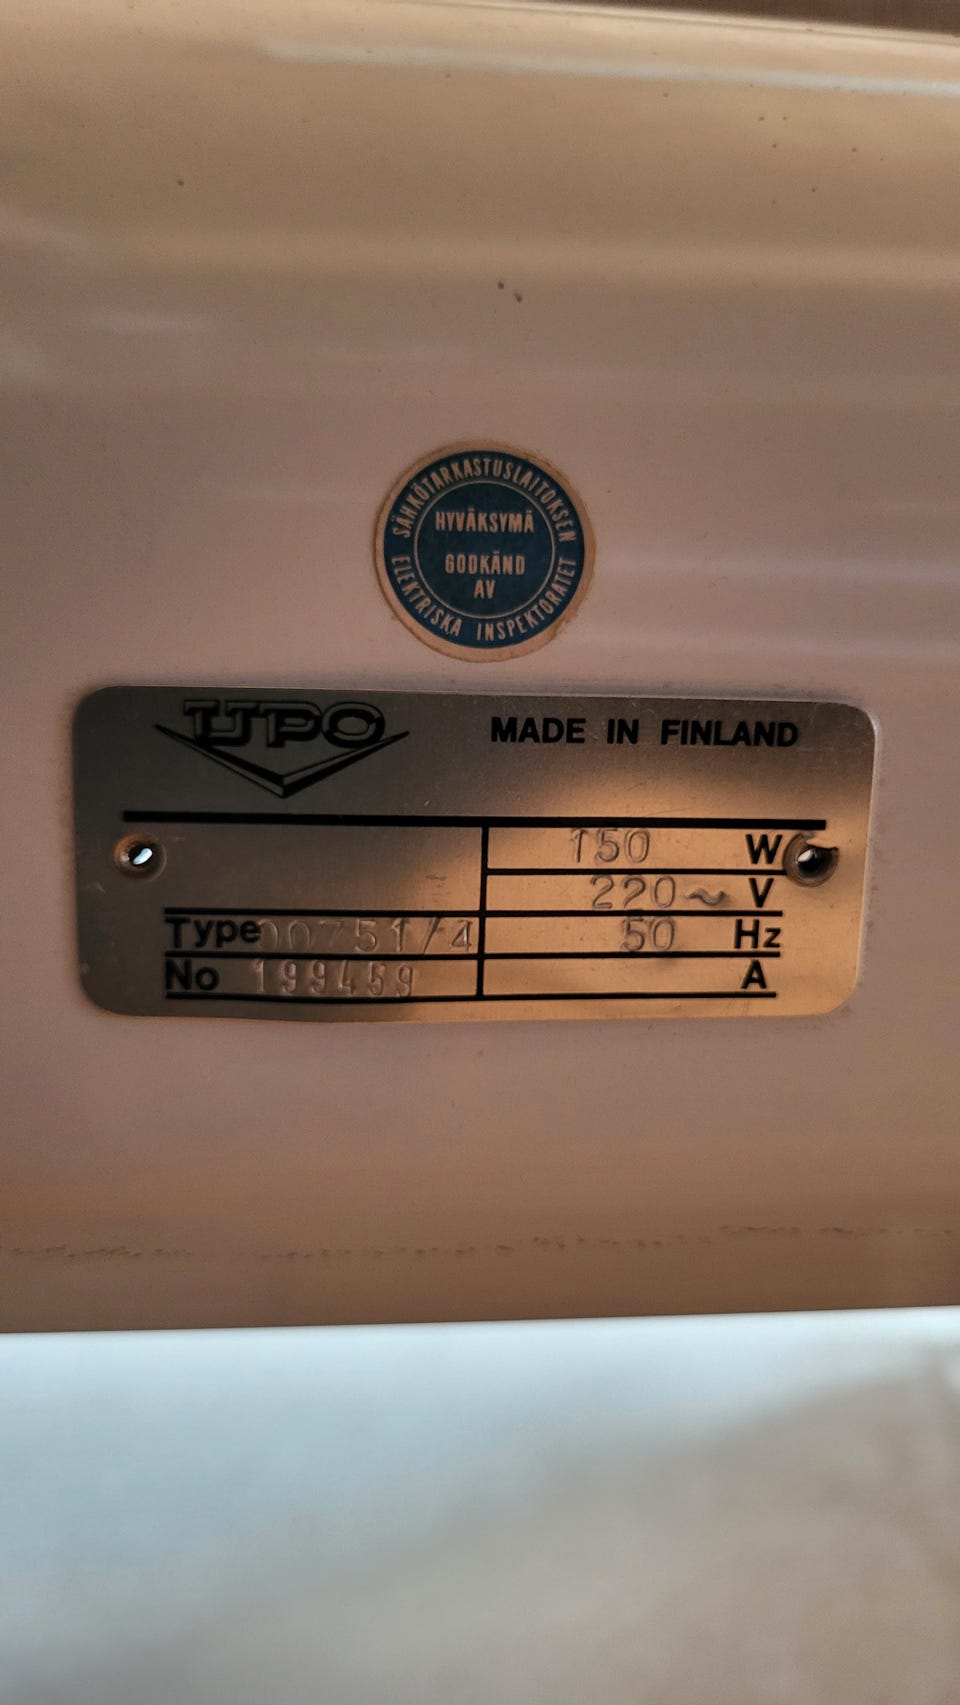 SÄHKÖTARKASTUSLAITOKSEN
HYVÄKSYMÄ
GODKÄND
AV
ELEKTRISKA INSPEKTORATET
UPO
MADE IN FINLAND
150 W
220~ V
Type 00751/4
50 Hz
No 199459
A